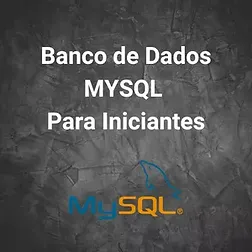 Banco de Dados
MYSQL
Para Iniciantes
MySQL®